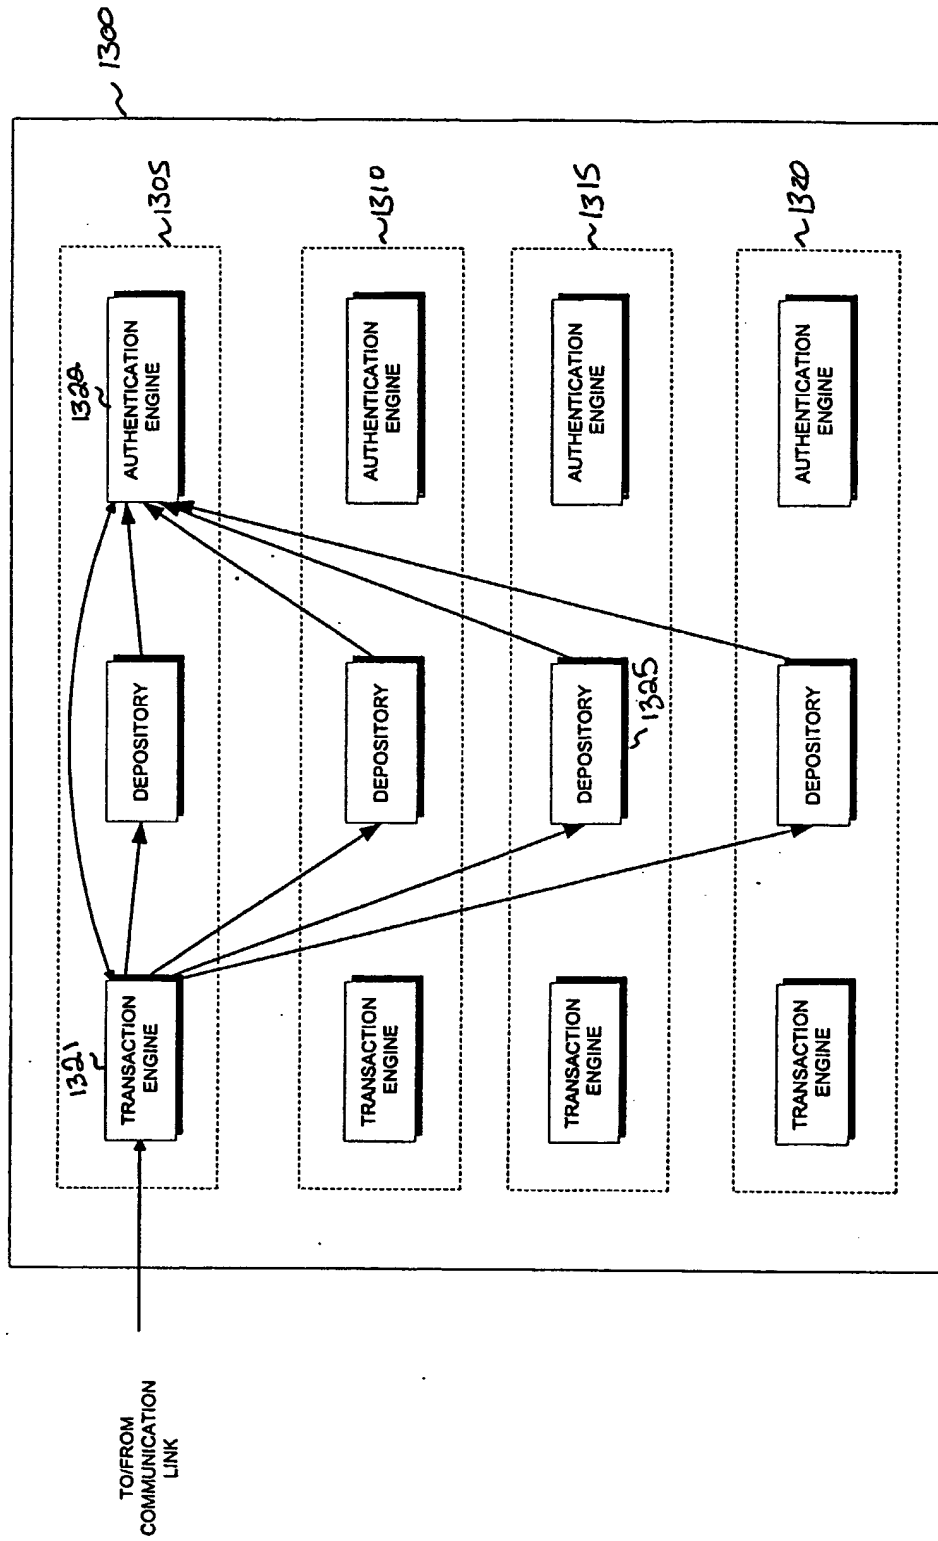 1300
1305
1321
TRANSACTION
ENGINE
DEPOSITORY
1322
AUTHENTICATION
ENGINE
TO/FROM
COMMUNICATION
LINK
1310
TRANSACTION
ENGINE
DEPOSITORY
AUTHENTICATION
ENGINE
1315
TRANSACTION
ENGINE
DEPOSITORY
1325
AUTHENTICATION
ENGINE
1320
TRANSACTION
ENGINE
DEPOSITORY
AUTHENTICATION
ENGINE